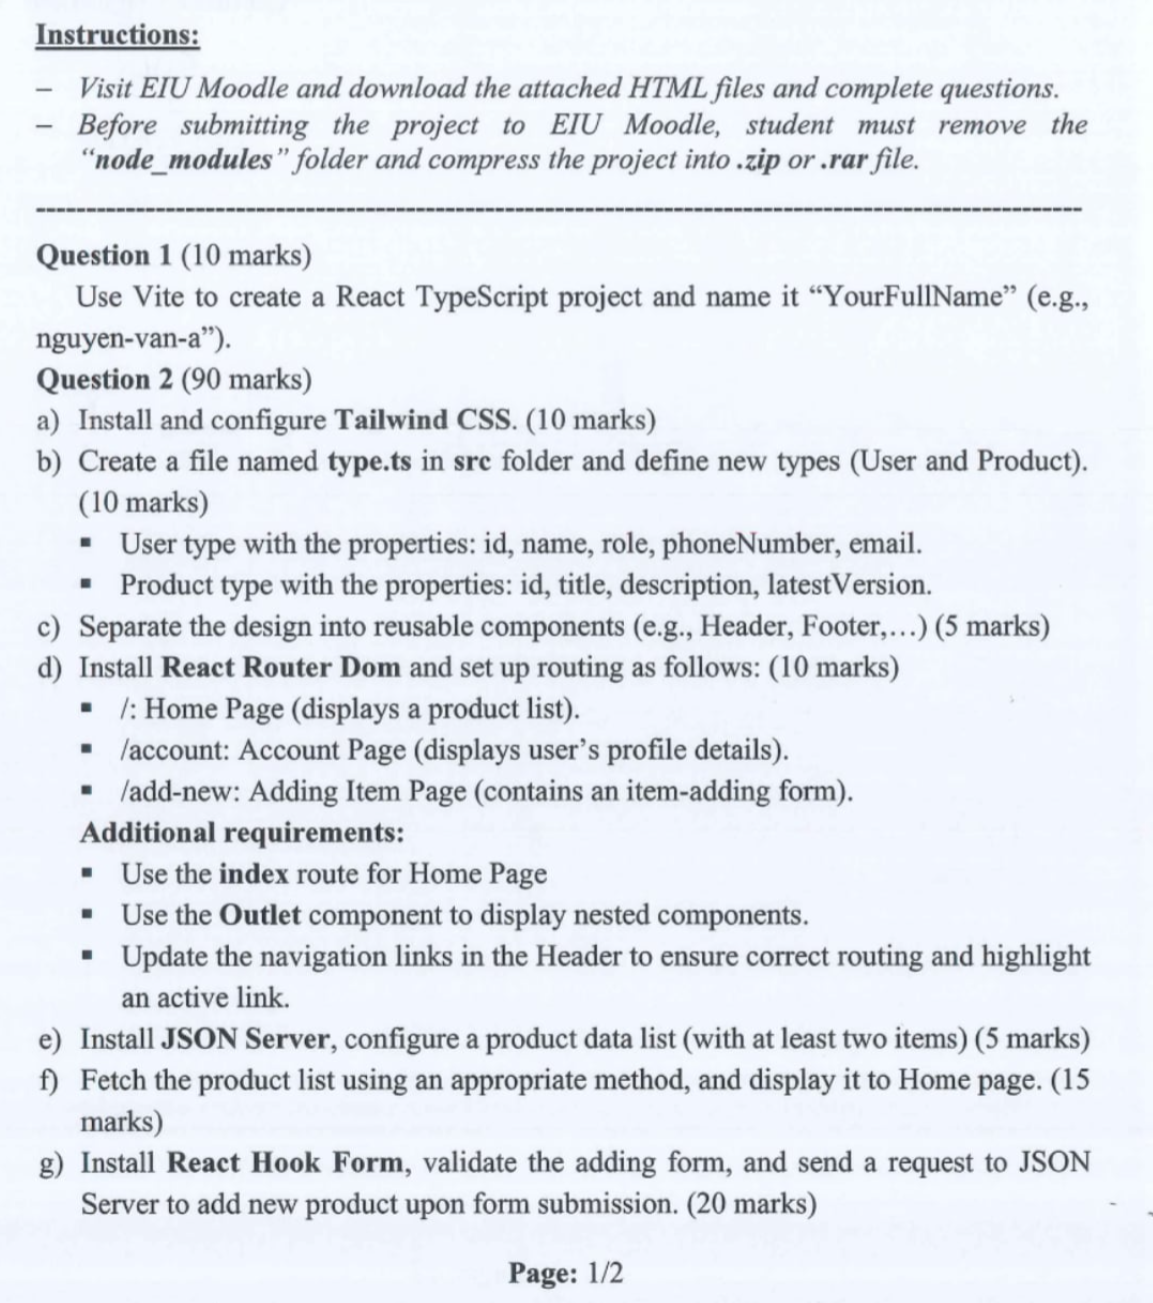 Instructions:
– Visit EIU Moodle and download the attached HTML files and complete questions.
– Before submitting the project to EIU Moodle, student must remove the
“node_modules” folder and compress the project into .zip or .rar file.
Question 1 (10 marks)
Use Vite to create a React TypeScript project and name it “YourFullName” (e.g.,
nguyen-van-a”).
Question 2 (90 marks)
a) Install and configure Tailwind CSS. (10 marks)
b) Create a file named type.ts in src folder and define new types (User and Product).
(10 marks)
▪ User type with the properties: id, name, role, phoneNumber, email.
▪ Product type with the properties: id, title, description, latestVersion.
c) Separate the design into reusable components (e.g., Header, Footer,…) (5 marks)
d) Install React Router Dom and set up routing as follows: (10 marks)
▪ /: Home Page (displays a product list).
▪ /account: Account Page (displays user’s profile details).
▪ /add-new: Adding Item Page (contains an item-adding form).
Additional requirements:
▪ Use the index route for Home Page
▪ Use the Outlet component to display nested components.
▪ Update the navigation links in the Header to ensure correct routing and highlight
an active link.
e) Install JSON Server, configure a product data list (with at least two items) (5 marks)
f) Fetch the product list using an appropriate method, and display it to Home page. (15
marks)
g) Install React Hook Form, validate the adding form, and send a request to JSON
Server to add new product upon form submission. (20 marks)
Page: 1/2